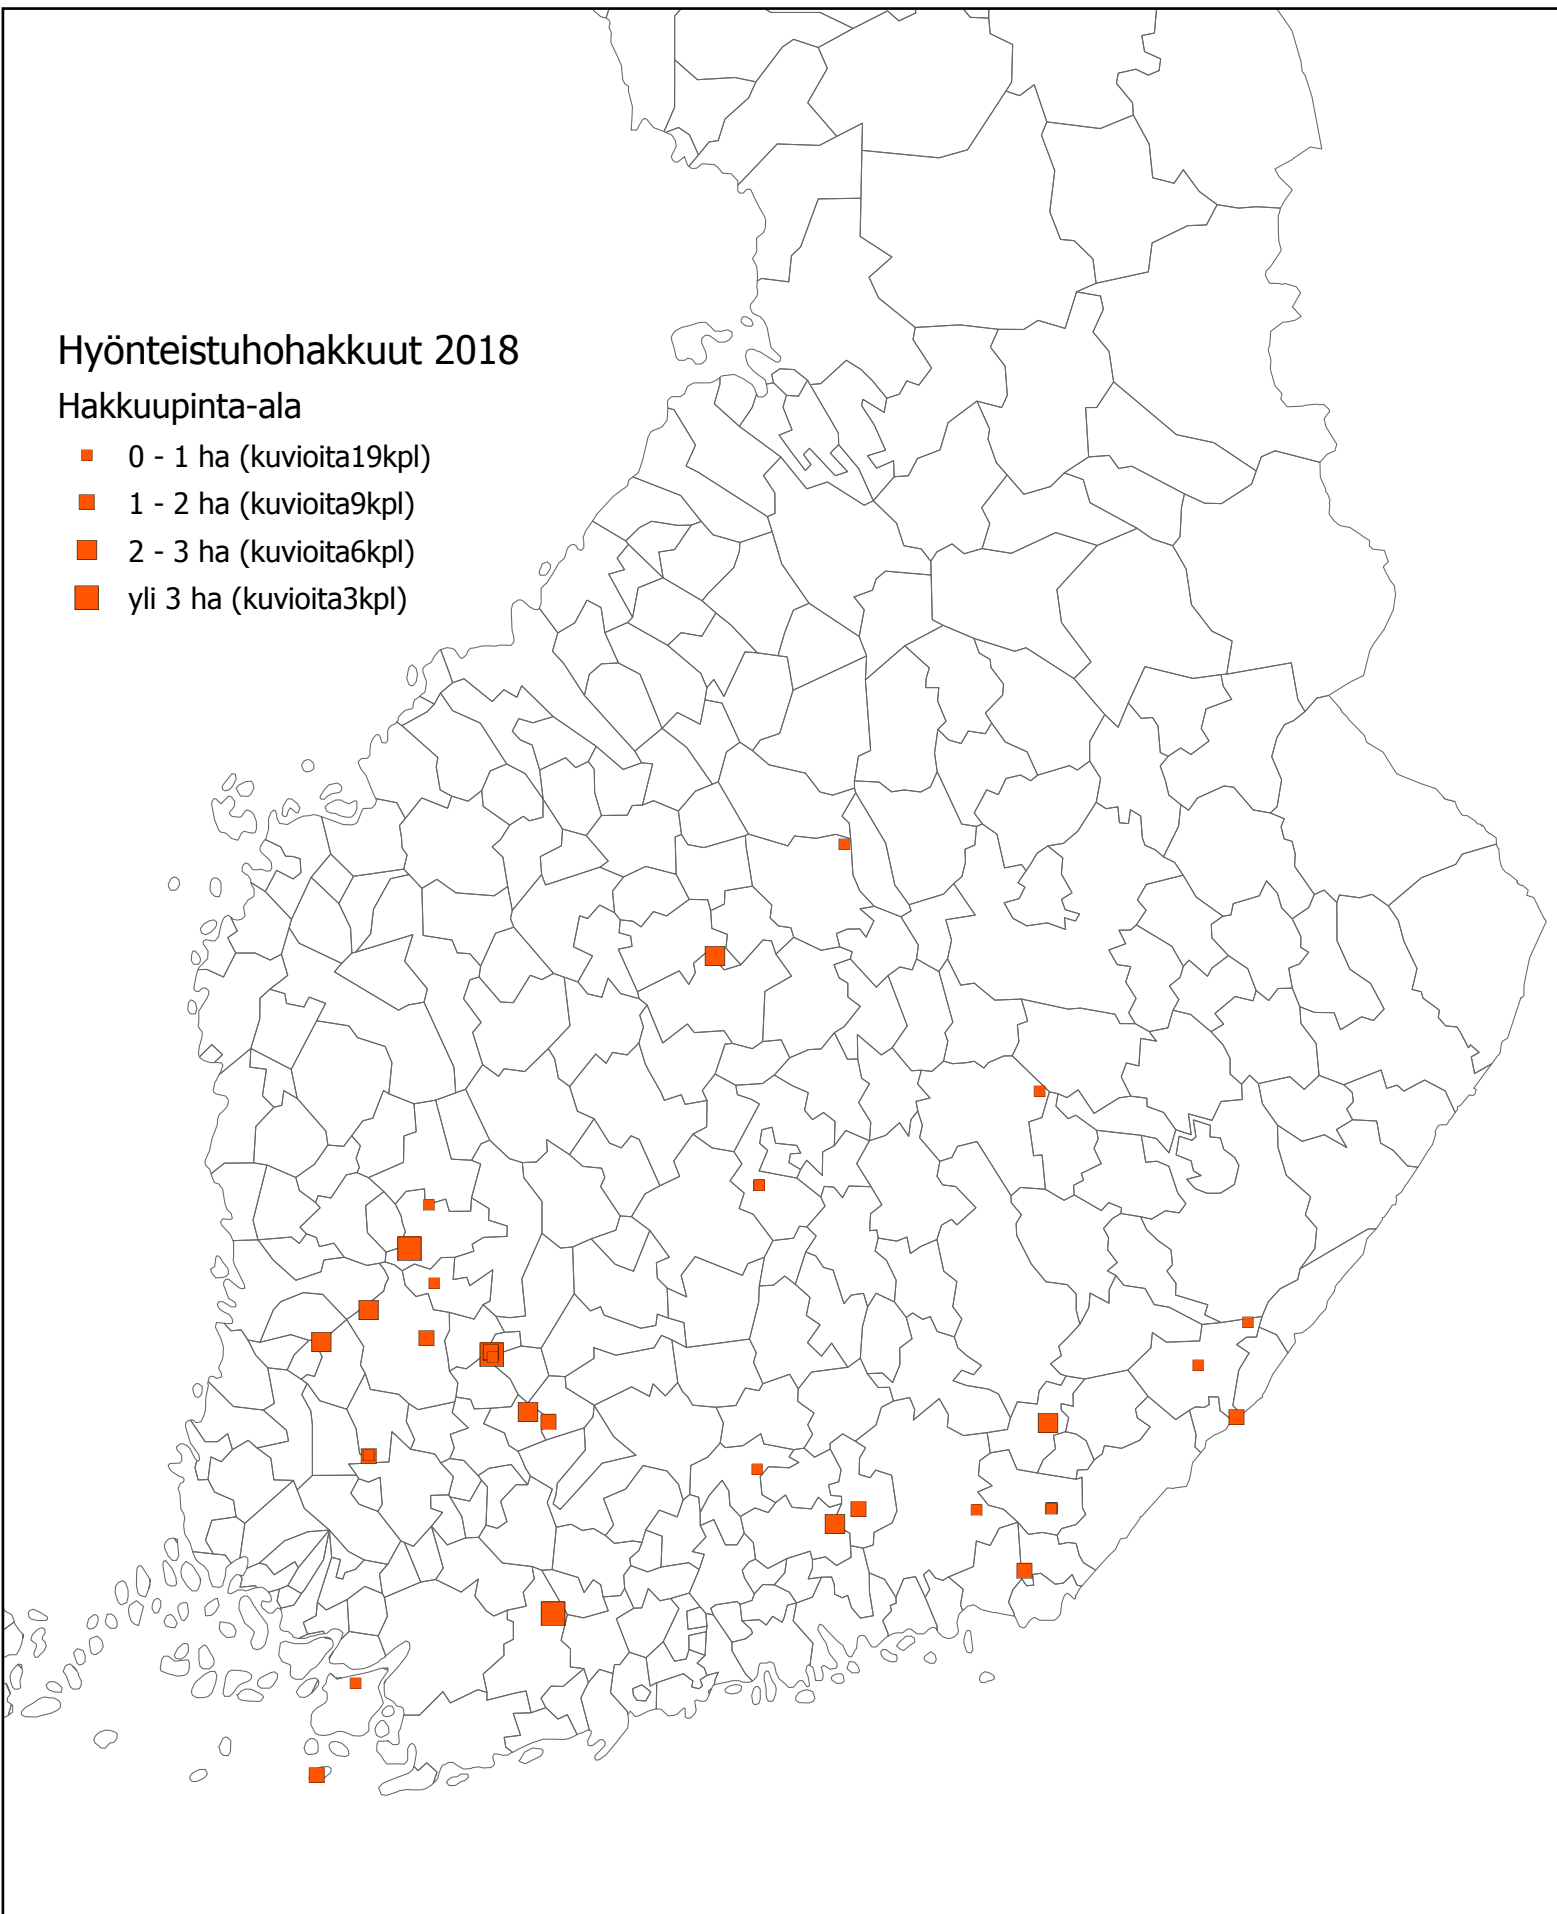 Hyönteistuhohakkuut 2018
Hakkuupinta-ala
0 - 1 ha (kuvioita19kpl)
1 - 2 ha (kuvioita9kpl)
2 - 3 ha (kuvioita6kpl)
yli 3 ha (kuvioita3kpl)